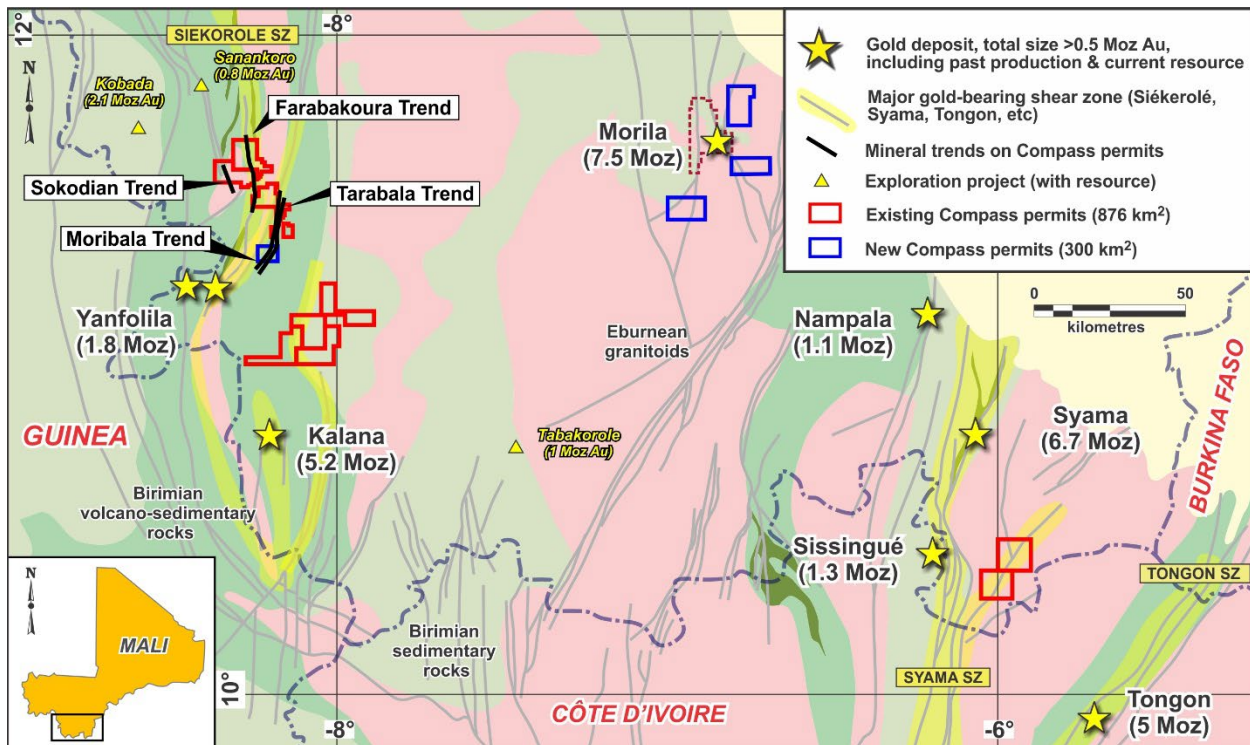 12°
-8°
SIEKOROLE SZ
N
Sanankoro
(0.8 Moz Au)
Kobada
(2.1 Moz Au)
Farabakoura Trend
Sokodian Trend
Tarabala Trend
Moribala Trend
Yanfolila
(1.8 Moz)
Morila
(7.5 Moz)
Gold deposit, total size >0.5 Moz Au,
including past production & current resource
Major gold-bearing shear zone (Siékerolé,
Syama, Tongon, etc)
Mineral trends on Compass permits
Exploration project (with resource)
Existing Compass permits (876 km²)
New Compass permits (300 km²)
0
50
kilometres
Eburnean
granitoids
Nampala
(1.1 Moz)
Syama
(6.7 Moz)
BURKINA FASO
GUINEA
Kalana
(5.2 Moz)
Tabakorole
(1 Moz Au)
Birimian
volcano-sedimentary
rocks
Sissingué
(1.3 Moz)
TONGON SZ
N
MALI
Birimian
sedimentary
rocks
SYAMA SZ
10°
-8°
CÔTE D'IVOIRE
-6°
Tongon
(5 Moz)